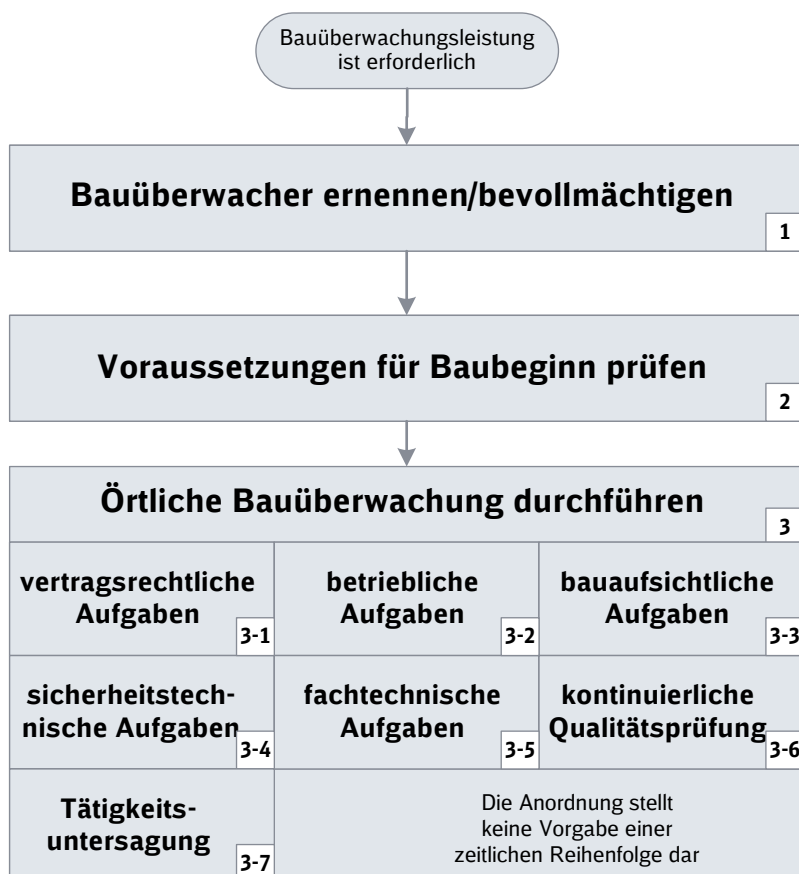 Bauüberwachungsleistung
ist erforderlich
Bauüberwacher ernennen/bevollmächtigen
1
Voraussetzungen für Baubeginn prüfen
2
Örtliche Bauüberwachung durchführen
3
vertragsrechtliche
Aufgaben
3-1
betriebliche
Aufgaben
3-2
bauaufsichtliche
Aufgaben
3-3
sicherheitstech-
nische Aufgaben
3-4
fachtechnische
Aufgaben
3-5
kontinuierliche
Qualitätsprüfung
3-6
Tätigkeits-
untersagung
3-7
Die Anordnung stellt
keine Vorgabe einer
zeitlichen Reihenfolge dar